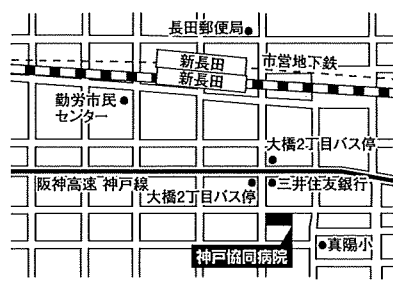 長田郵便局
新長田
市営地下鉄
新長田
勤労市民
センター
大橋2丁目バス停
阪神高速 神戸線
大橋2丁目バス停
三井住友銀行
神戸協同病院
真陽小